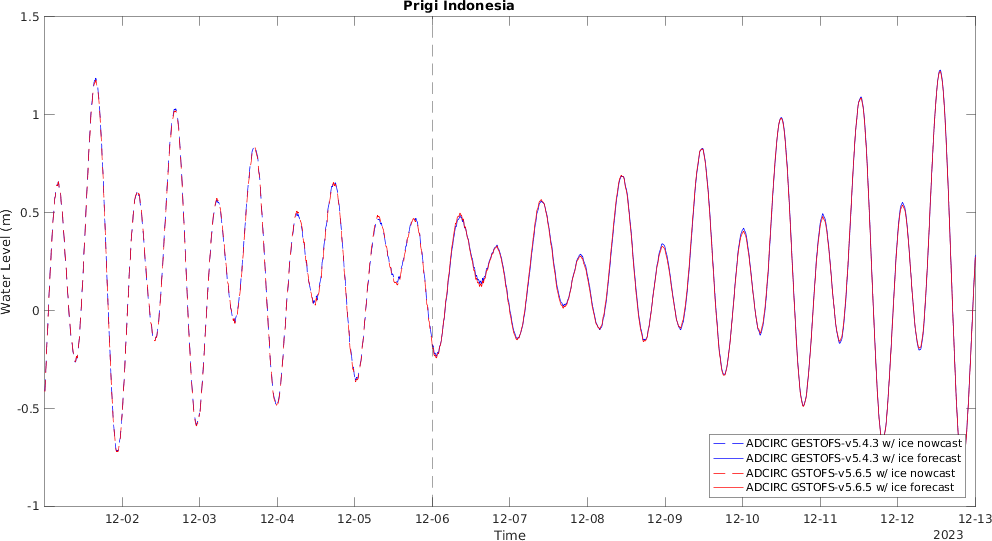 Prigi Indonesia
1.5
1
0.5
0
-0.5
-1
Water Level (m)
12-02 12-03 12-04 12-05 12-06 12-07 12-08 12-09 12-10 12-11 12-12 12-13
Time
2023
ADCIRC GESTOFS-v5.4.3 w/ ice nowcast
ADCIRC GESTOFS-v5.4.3 w/ ice forecast
ADCIRC GSTOFS-v5.6.5 w/ ice nowcast
ADCIRC GSTOFS-v5.6.5 w/ ice forecast